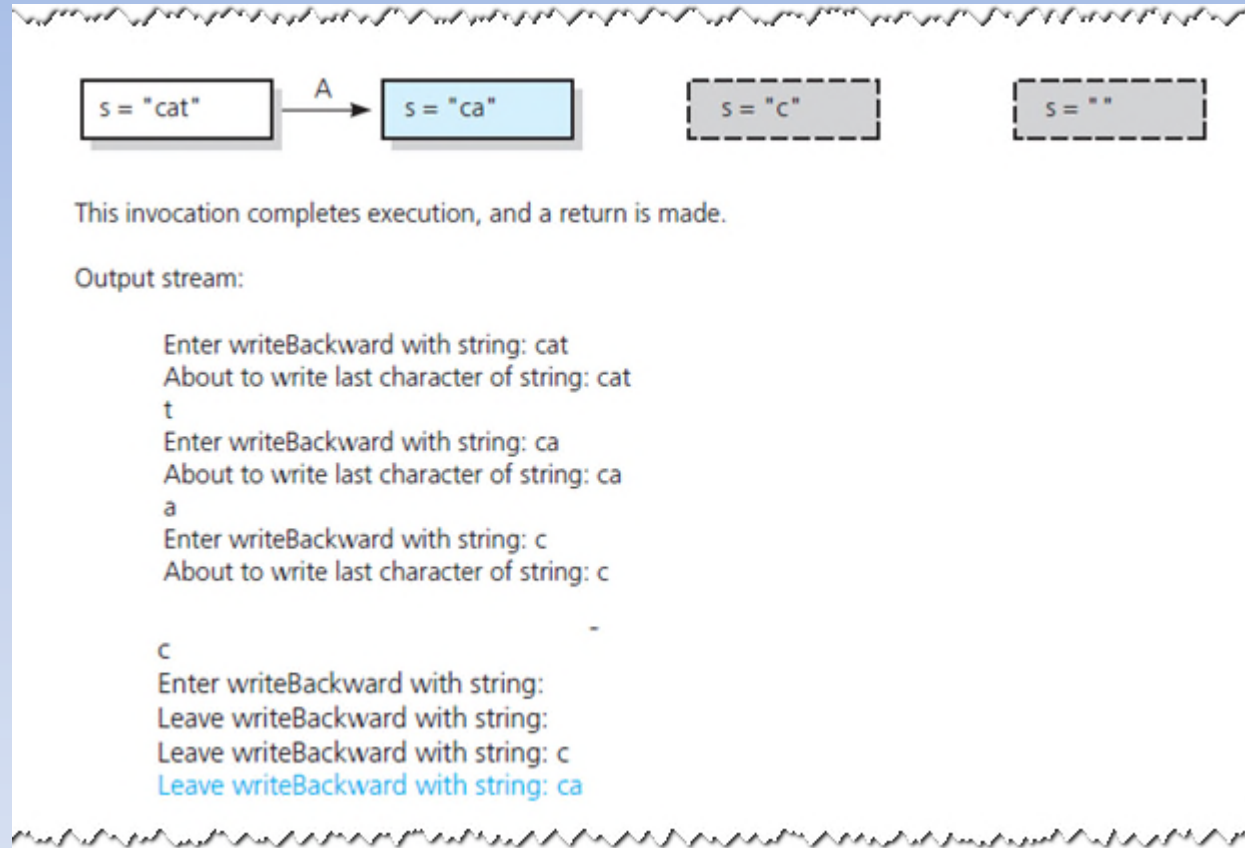 s = "cat" A s = "ca" s = "c" s = " "
This invocation completes execution, and a return is made.
Output stream:
Enter writeBackward with string: cat
About to write last character of string: cat
t
Enter writeBackward with string: ca
About to write last character of string: ca
a
Enter writeBackward with string: c
About to write last character of string: c
c
Enter writeBackward with string:
Leave writeBackward with string:
Leave writeBackward with string: c
Leave writeBackward with string: ca